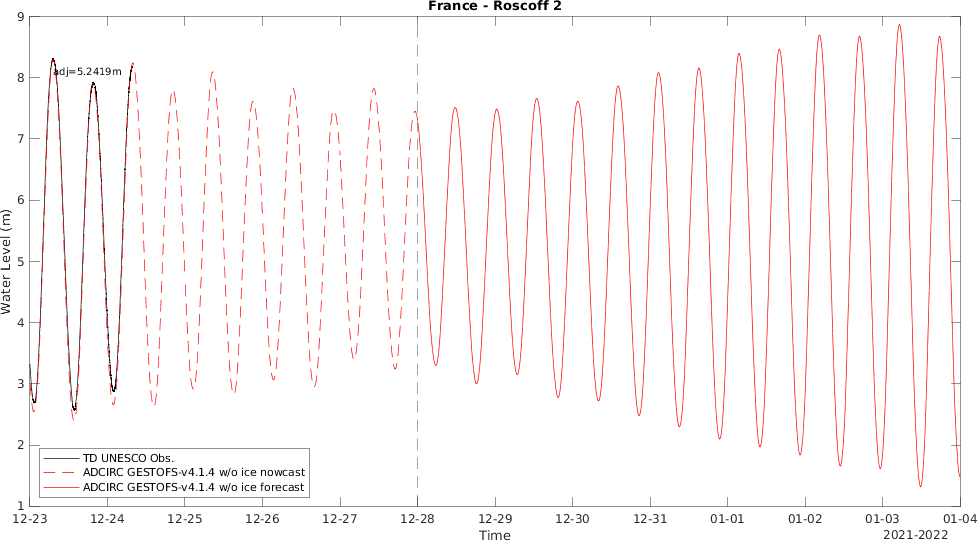 France - Roscoff 2
9
8
7
6
5
4
3
2
1
Water Level (m)
adj=5.2419m
TD UNESCO Obs.
ADCIRC GESTOFS-v4.1.4 w/o ice nowcast
ADCIRC GESTOFS-v4.1.4 w/o ice forecast
12-23 12-24 12-25 12-26 12-27 12-28 12-29 12-30 12-31 01-01 01-02 01-03 01-04
Time
2021-2022